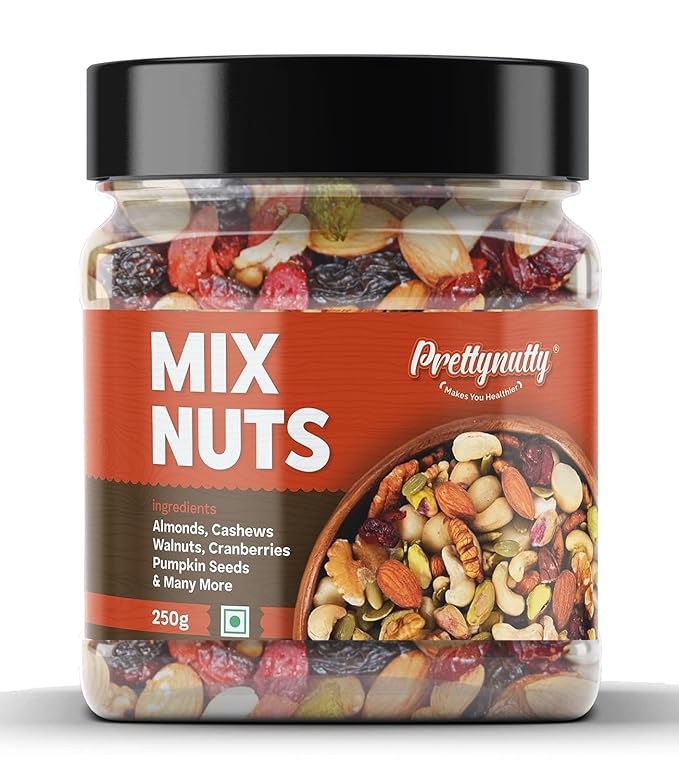 MIX
NUTS
Prettynutty®
(Makes You Healthier)
ingredients
Almonds, Cashews
Walnuts, Cranberries
Pumpkin Seeds
& Many More
250g